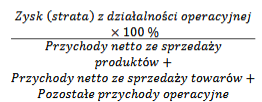 Zysk (strata) z działalności operacyjnej
× 100 %
Przychody netto ze sprzedaży
produktów +
Przychody netto ze sprzedaży towarów +
Pozostałe przychody operacyjne